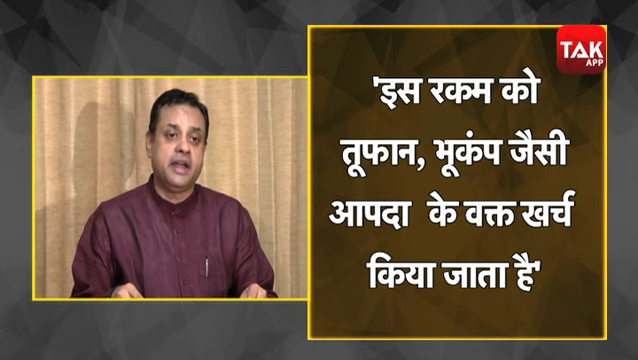 TAK
APP
'इस रकम को
तूफान, भूकंप जैसी
आपदा के वक्त खर्च
किया जाता है'